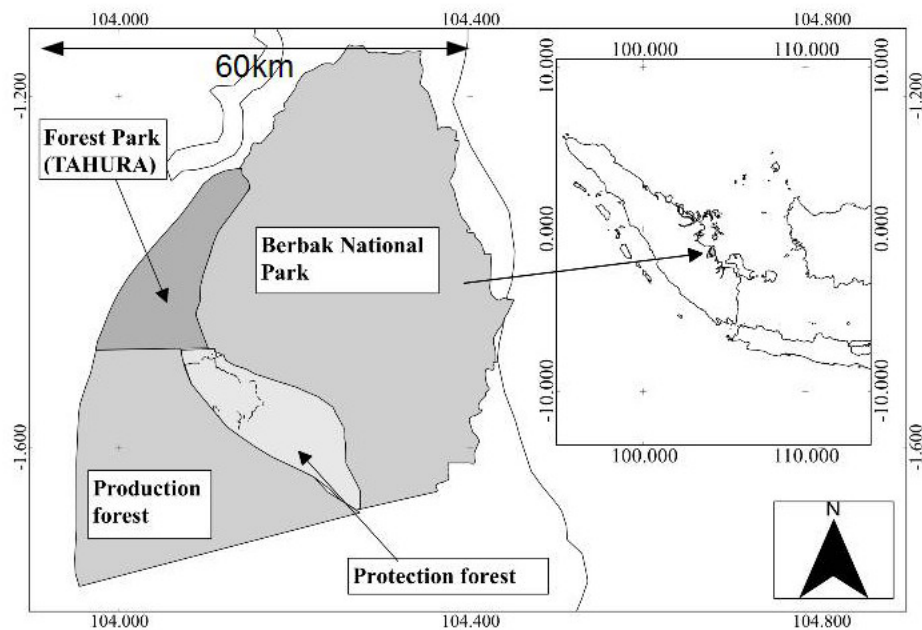 104.000
104.400
104.800
60km
100.000
110.000
10.000
10.000
-1.200
-1.200
Forest Park
(TAHURA)
Berbak National
Park
0.000
0.000
-10.000
-10.000
100.000
110.000
-1.600
-1.600
Production
forest
Protection forest
N
104.000
104.400
104.800